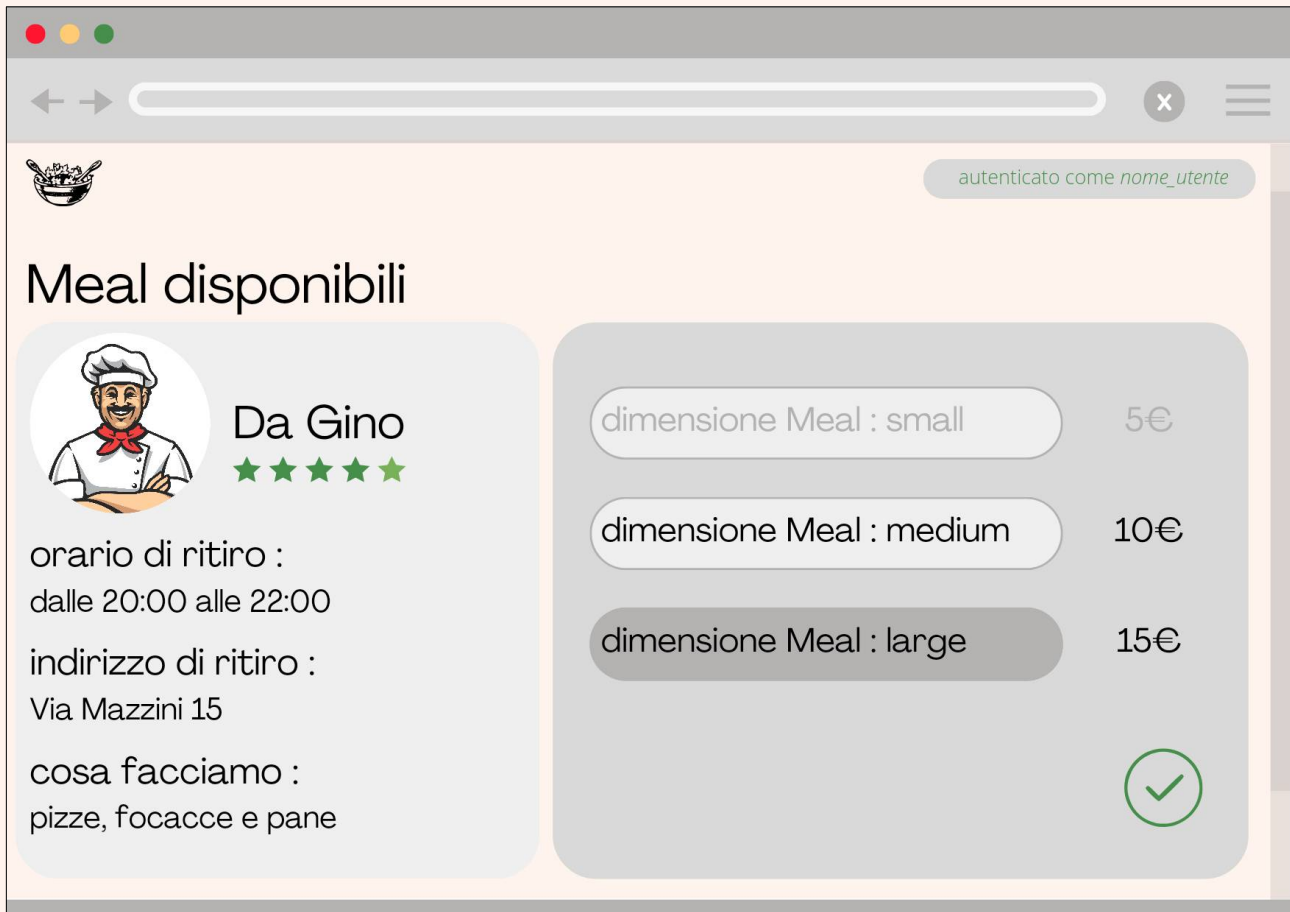 x
autenticato come nome_utente
Meal disponibili
Da Gino
orario di ritiro :
dalle 20:00 alle 22:00
indirizzo di ritiro :
Via Mazzini 15
cosa facciamo :
pizze, focacce e pane
dimensione Meal : small 5€
dimensione Meal : medium 10€
dimensione Meal : large 15€